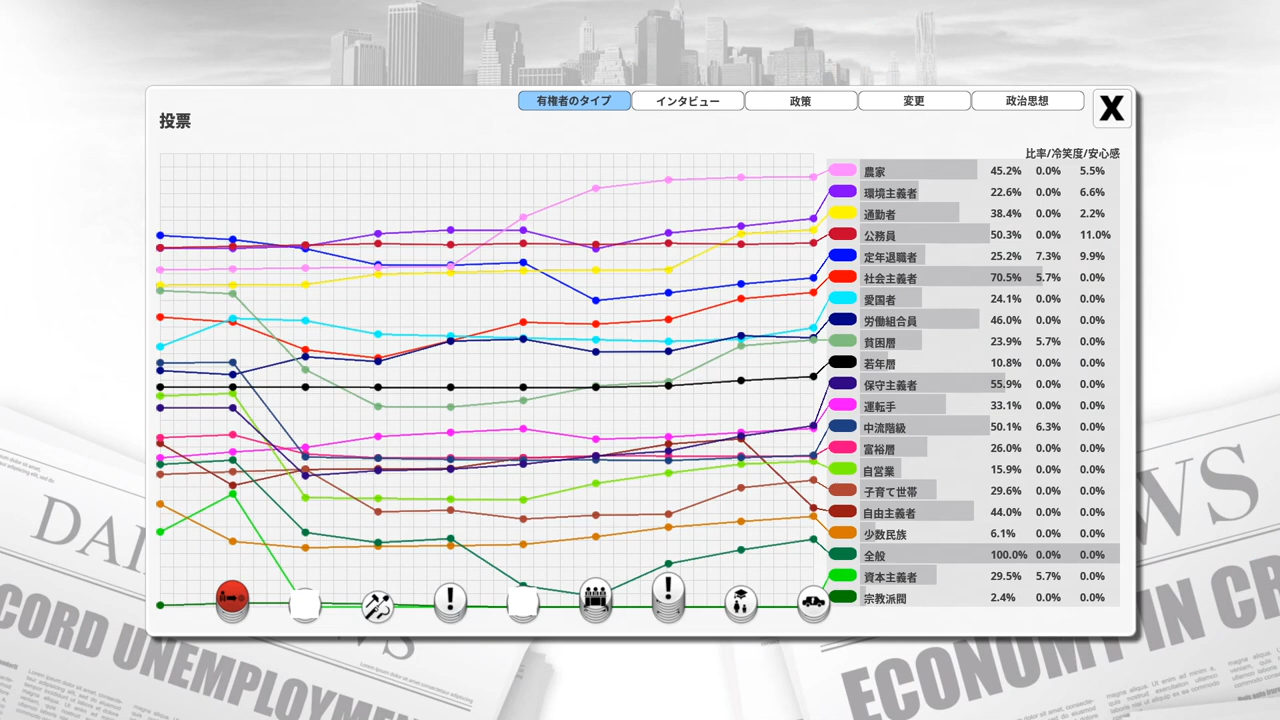 有権者のタイプ
インタビュー
政策
変更
政治思想
X
投票
比率/冷笑度/安心感
農家 45.2% 0.0% 5.5%
環境主義者 22.6% 0.0% 6.6%
通勤者 38.4% 0.0% 2.2%
公務員 50.3% 0.0% 11.0%
定年退職者 25.2% 7.3% 9.9%
社会主義者 70.5% 5.7% 0.0%
愛国者 24.1% 0.0% 0.0%
労働組合員 46.0% 0.0% 0.0%
貧困層 23.9% 5.7% 0.0%
若年層 10.8% 0.0% 0.0%
保守主義者 55.9% 0.0% 0.0%
運転手 33.1% 0.0% 0.0%
中流階級 50.1% 6.3% 0.0%
富裕層 26.0% 0.0% 0.0%
自営業 15.9% 0.0% 0.0%
子育て世帯 29.6% 0.0% 0.0%
自由主義者 44.0% 0.0% 0.0%
少数民族 6.1% 0.0% 0.0%
全般 100.0% 0.0% 0.0%
資本主義者 29.5% 5.7% 0.0%
宗教派閥 2.4% 0.0% 0.0%
DAI
WS
CORD UNEMPLOYME
ECONOMY IN CR